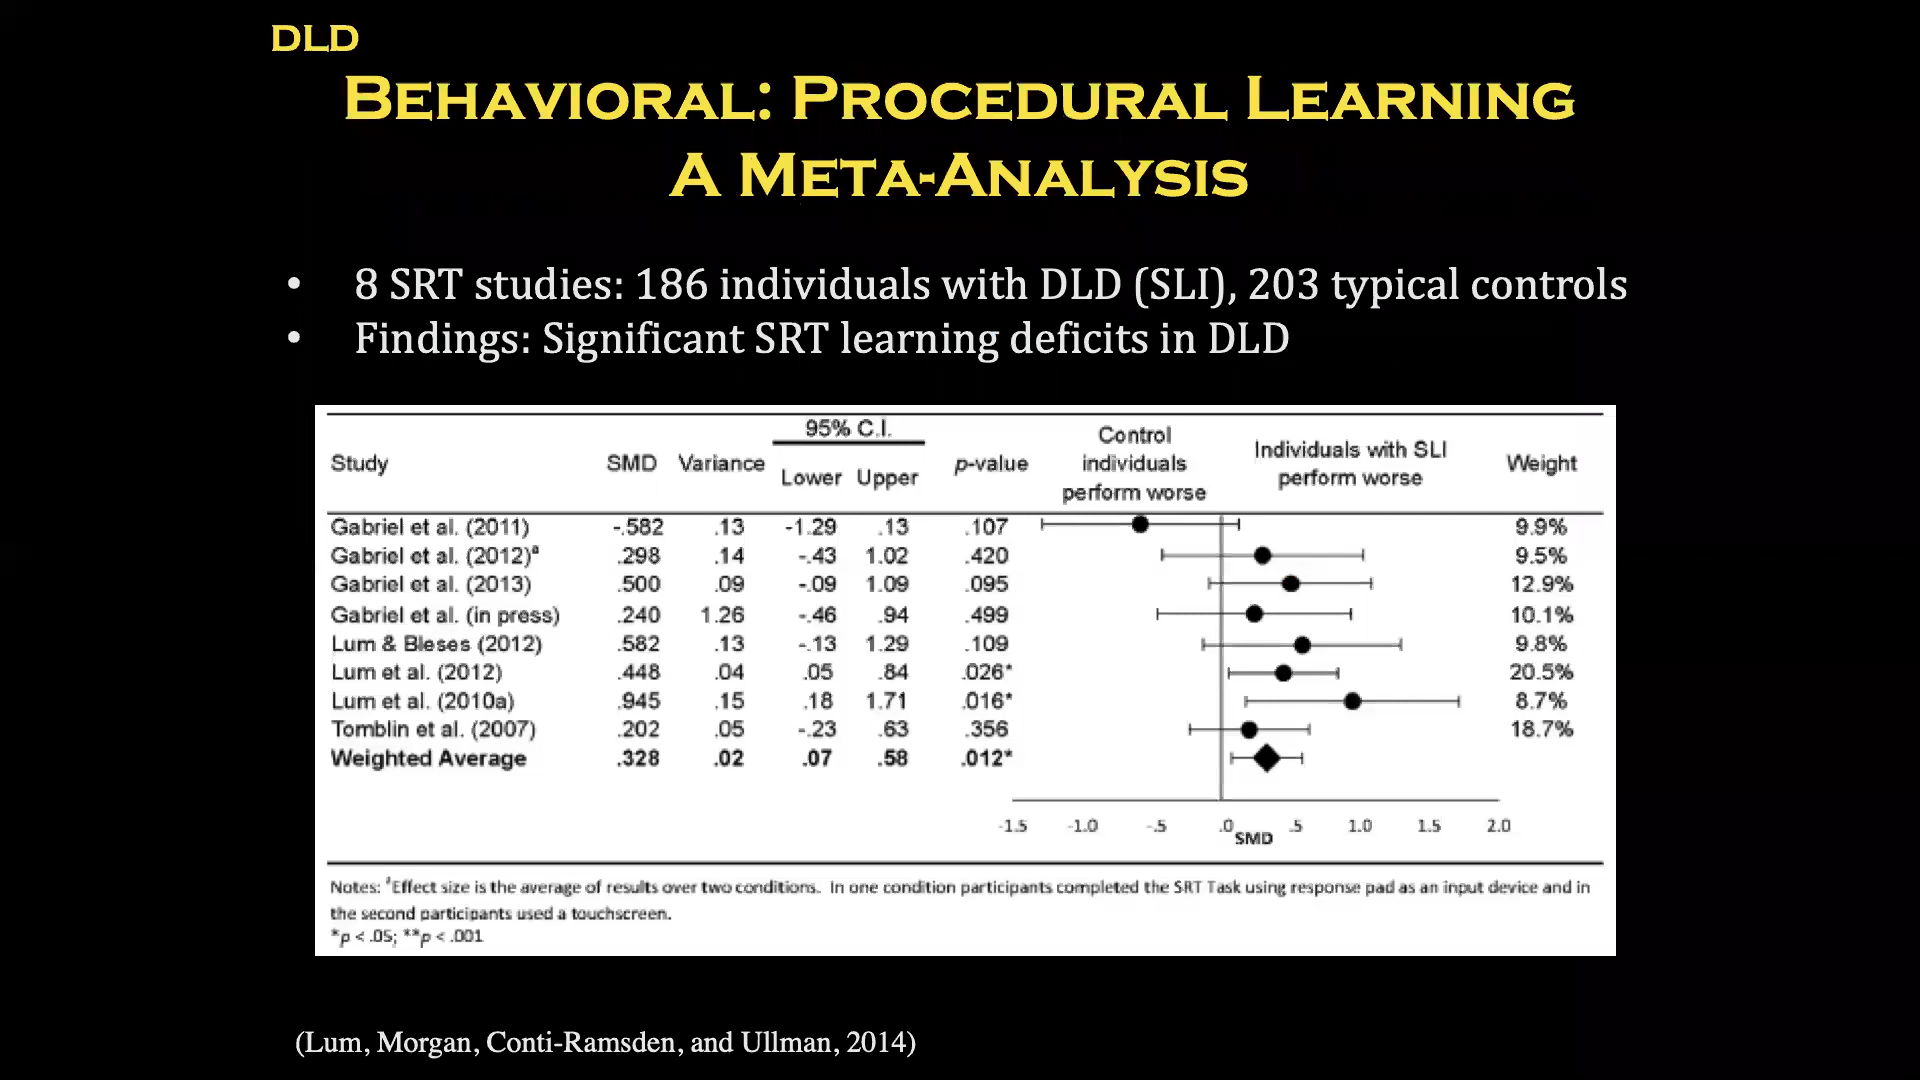 DLD
Behavioral: Procedural Learning
A Meta-Analysis
• 8 SRT studies: 186 individuals with DLD (SLI), 203 typical controls
• Findings: Significant SRT learning deficits in DLD
95% C.I.
Control individuals perform worse
Individuals with SLI perform worse
Study SMD Variance Lower Upper p-value Weight
Gabriel et al. (2011) -.582 .13 -1.29 .13 .107 9.9%
Gabriel et al. (2012)ª .298 .14 -.43 1.02 .420 9.5%
Gabriel et al. (2013) .500 .09 -.09 1.09 .095 12.9%
Gabriel et al. (in press) .240 1.26 -.46 .94 .499 10.1%
Lum & Bleses (2012) .582 .13 -.13 1.29 .109 9.8%
Lum et al. (2012) .448 .04 .05 .84 .026* 20.5%
Lum et al. (2010a) .945 .15 .18 1.71 .016* 8.7%
Tomblin et al. (2007) .202 .05 -.23 .63 .356 18.7%
Weighted Average .328 .02 .07 .58 .012*
-1.5 -1.0 -.5 .0 .5 1.0 1.5 2.0
SMD
Notes: ªEffect size is the average of results over two conditions. In one condition participants completed the SRT Task using response pad as an input device and in
the second participants used a touchscreen.
*p < .05; **p < .001
(Lum, Morgan, Conti-Ramsden, and Ullman, 2014)